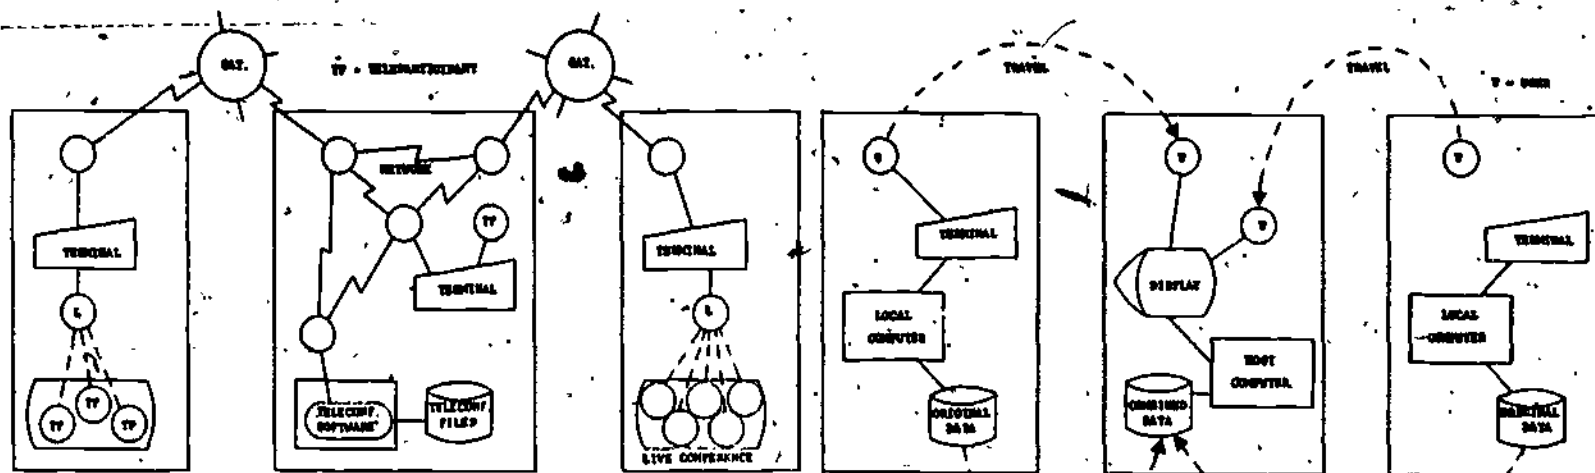 SAT.
TP = TELEPARTICIPANT
SAT.
TRAVEL
TRAVEL
U = USER
NETWORK
TP
TERMINAL
TERMINAL
TERMINAL
TERMINAL
TERMINAL
L
L
DISPLAY
LOCAL
COMPUTER
LOCAL
COMPUTER
HOST
COMPUTER
TP
TP
TP
TELECONF.
SOFTWARE
TELECONF.
FILES
LIVE CONFERENCE
ORIGINAL
DATA
COMBINED
DATA
ORIGINAL
DATA
U
U
U
U